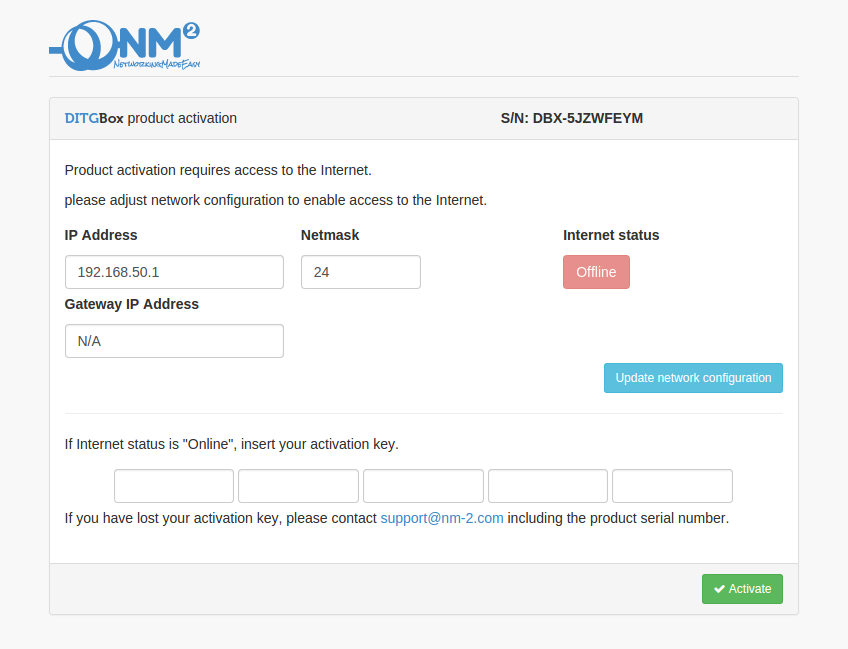 NM2
NetworkingMadeEasy
DITGBox product activation S/N: DBX-5JZWFEYM
Product activation requires access to the Internet.
please adjust network configuration to enable access to the Internet.
IP Address Netmask Internet status
192.168.50.1 24 Offline
Gateway IP Address
N/A
Update network configuration
If Internet status is "Online", insert your activation key.
If you have lost your activation key, please contact support@nm-2.com including the product serial number.
Activate